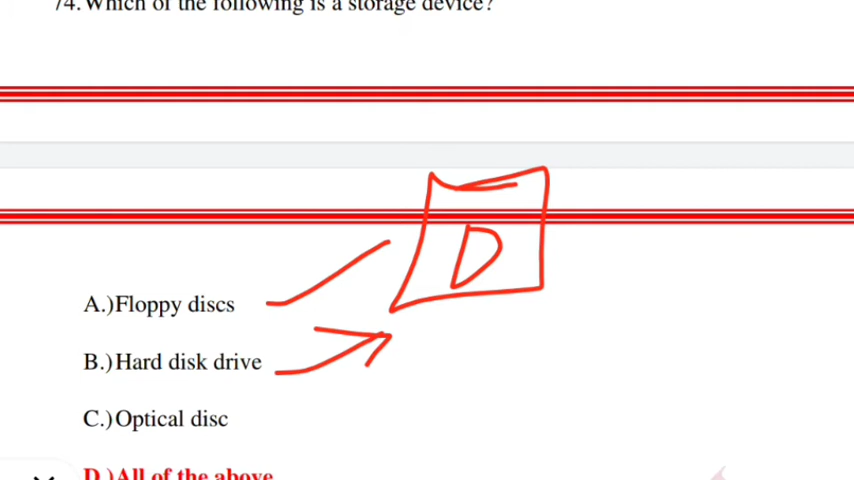 74. Which of the following is a storage device?
D
A.) Floppy discs
B.) Hard disk drive
C.) Optical disc
D.) All of the above